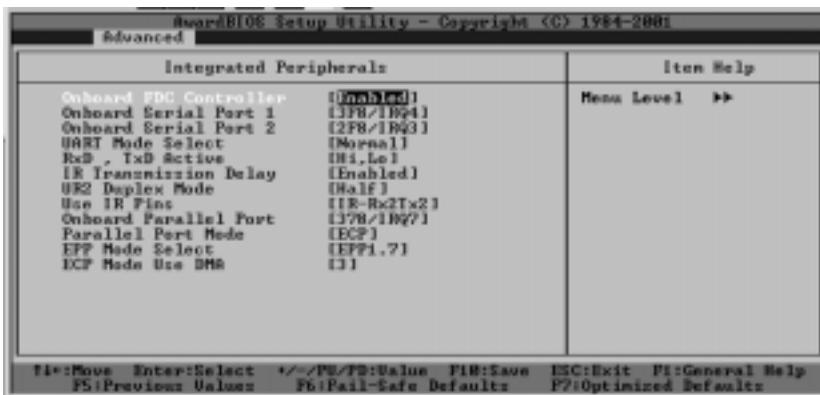 AwardBIOS Setup Utility - Copyright (C) 1984-2001
Advanced
Integrated Peripherals
Item Help
Onboard FDC Controller [Enabled]
Menu Level ▶▶
Onboard Serial Port 1 [3F8/IRQ4]
Onboard Serial Port 2 [2F8/IRQ3]
UART Mode Select [Normal]
RxD , TxD Active [Hi,Lo]
IR Transmission Delay [Enabled]
UR2 Duplex Mode [Half]
Use IR Pins [IR-Rx2Tx2]
Onboard Parallel Port [378/IRQ7]
Parallel Port Mode [ECP]
EPP Mode Select [EPP1.7]
ECP Mode Use DMA [3]
↑↓←:Move Enter:Select +/-/PU/PD:Value F10:Save ESC:Exit F1:General Help
F5:Previous Values F6:Fail-Safe Defaults F7:Optimized Defaults